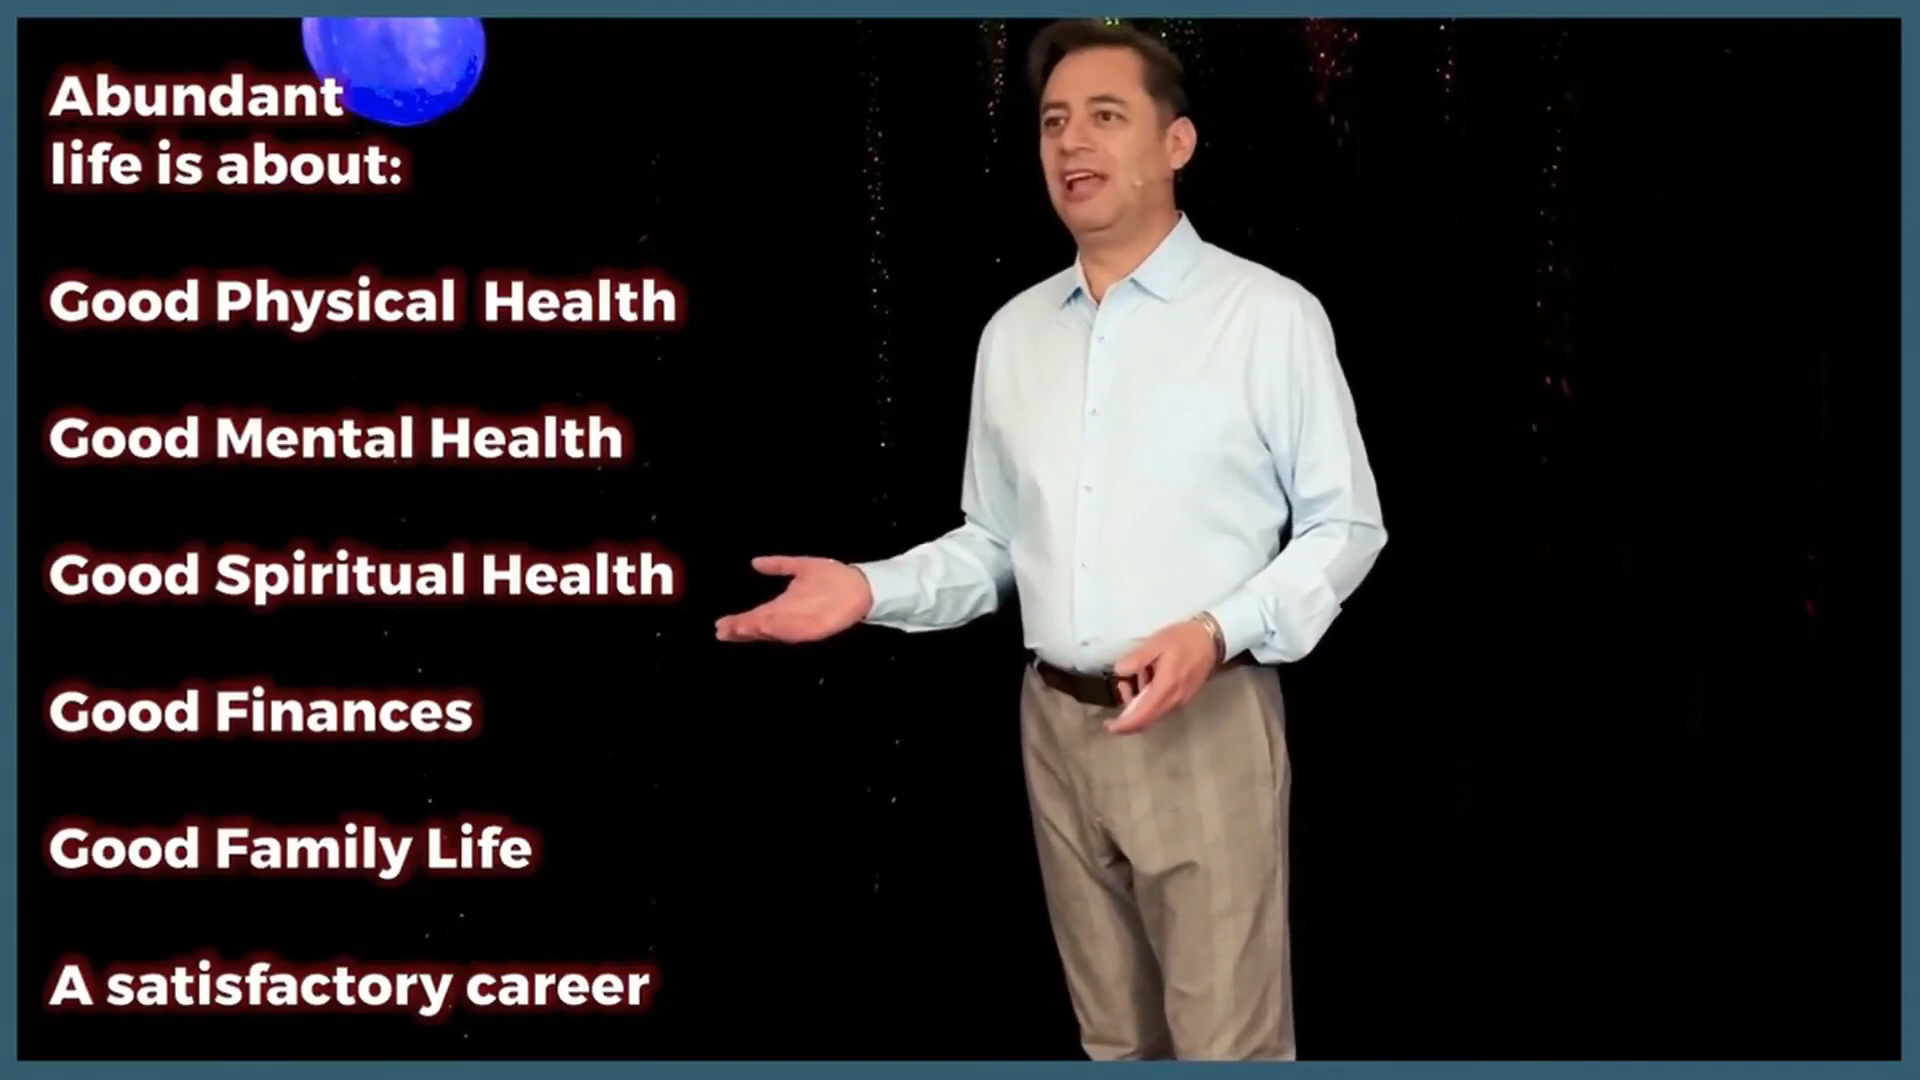 Abundant
life is about:
Good Physical Health
Good Mental Health
Good Spiritual Health
Good Finances
Good Family Life
A satisfactory career